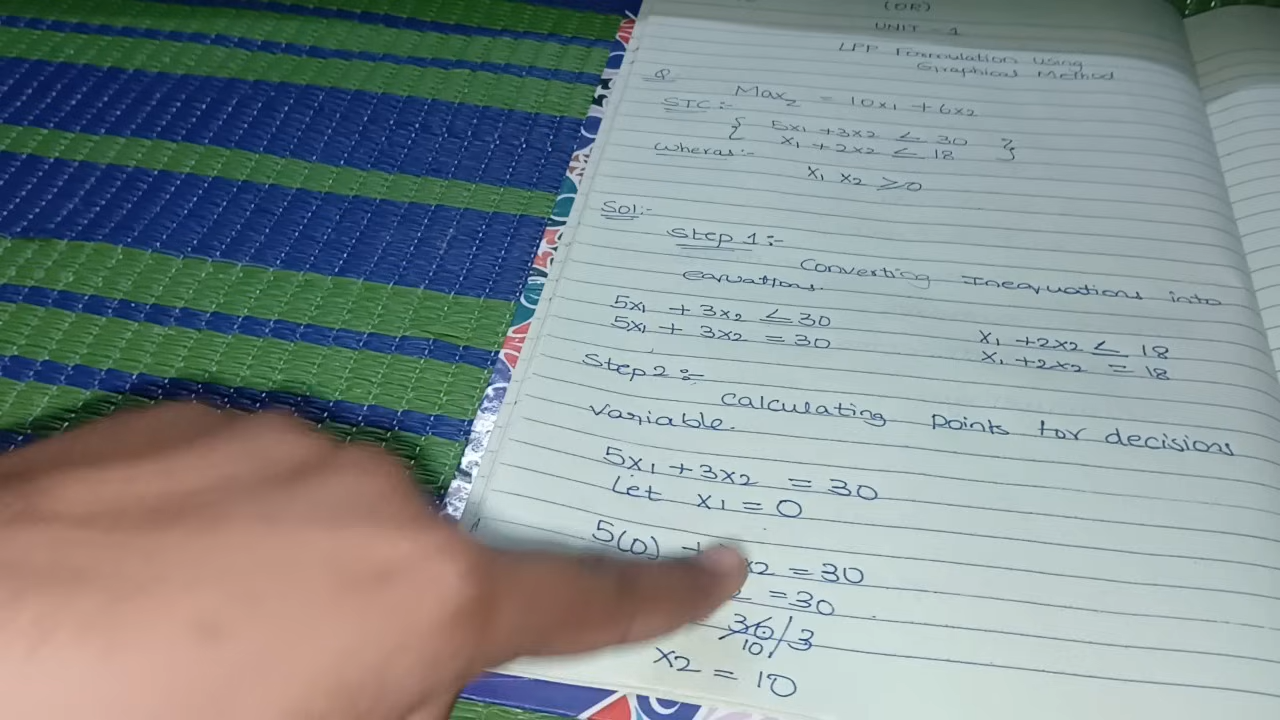 (OR)
UNIT - 1
LPP Formulation using
Graphical Method
Q Max z = 10x1 + 6x2
STC:-
{ 5x1 + 3x2 ≤ 30 }
x1 + 2x2 ≤ 18
wheras:-
x1 x2 ≥ 0
Sol:-
Step 1:-
Converting Inequations into
equations.
5x1 + 3x2 ≤ 30
5x1 + 3x2 = 30
x1 + 2x2 ≤ 18
x1 + 2x2 = 18
Step 2:-
Calculating Points for decisions
variable.
5x1 + 3x2 = 30
Let x1 = 0
5(0) + x2 = 30
2 = 30
30/3
10
x2 = 10